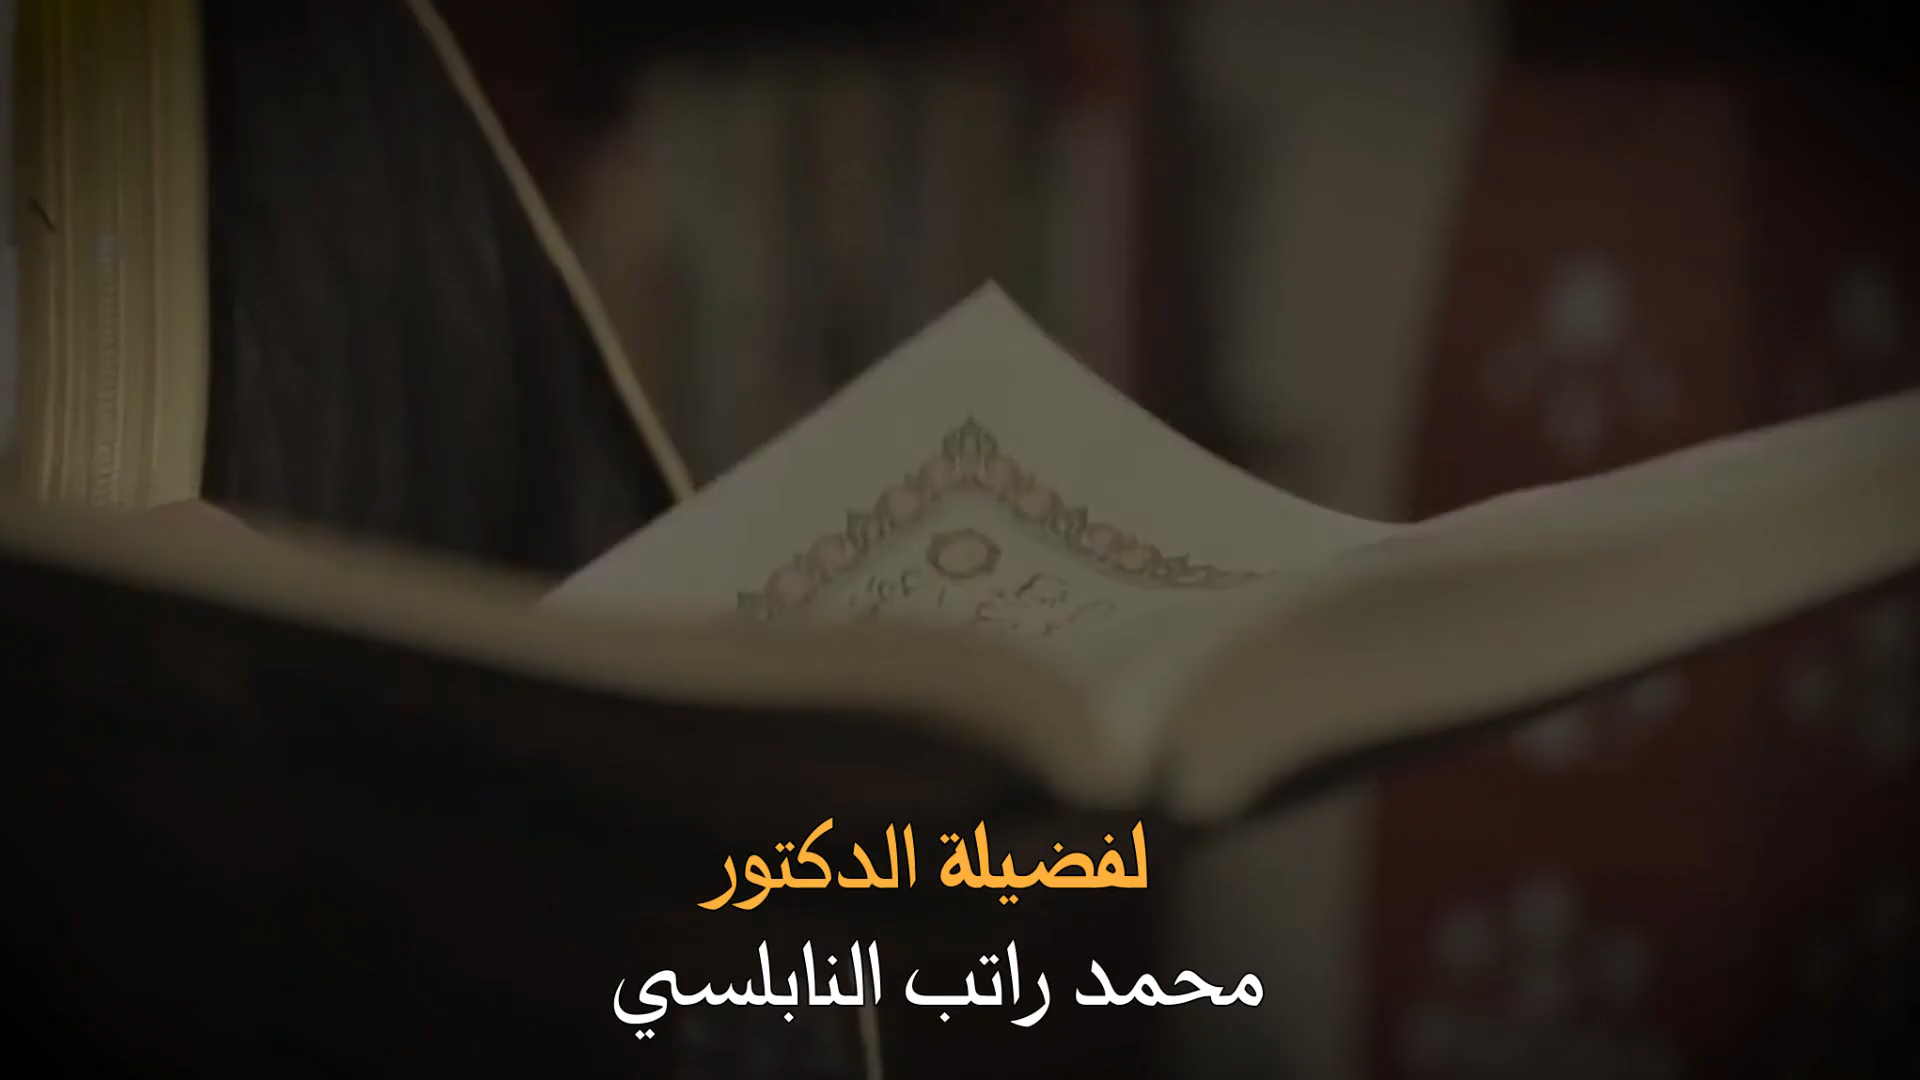 لفضيلة الدكتور
محمد راتب النابلسي